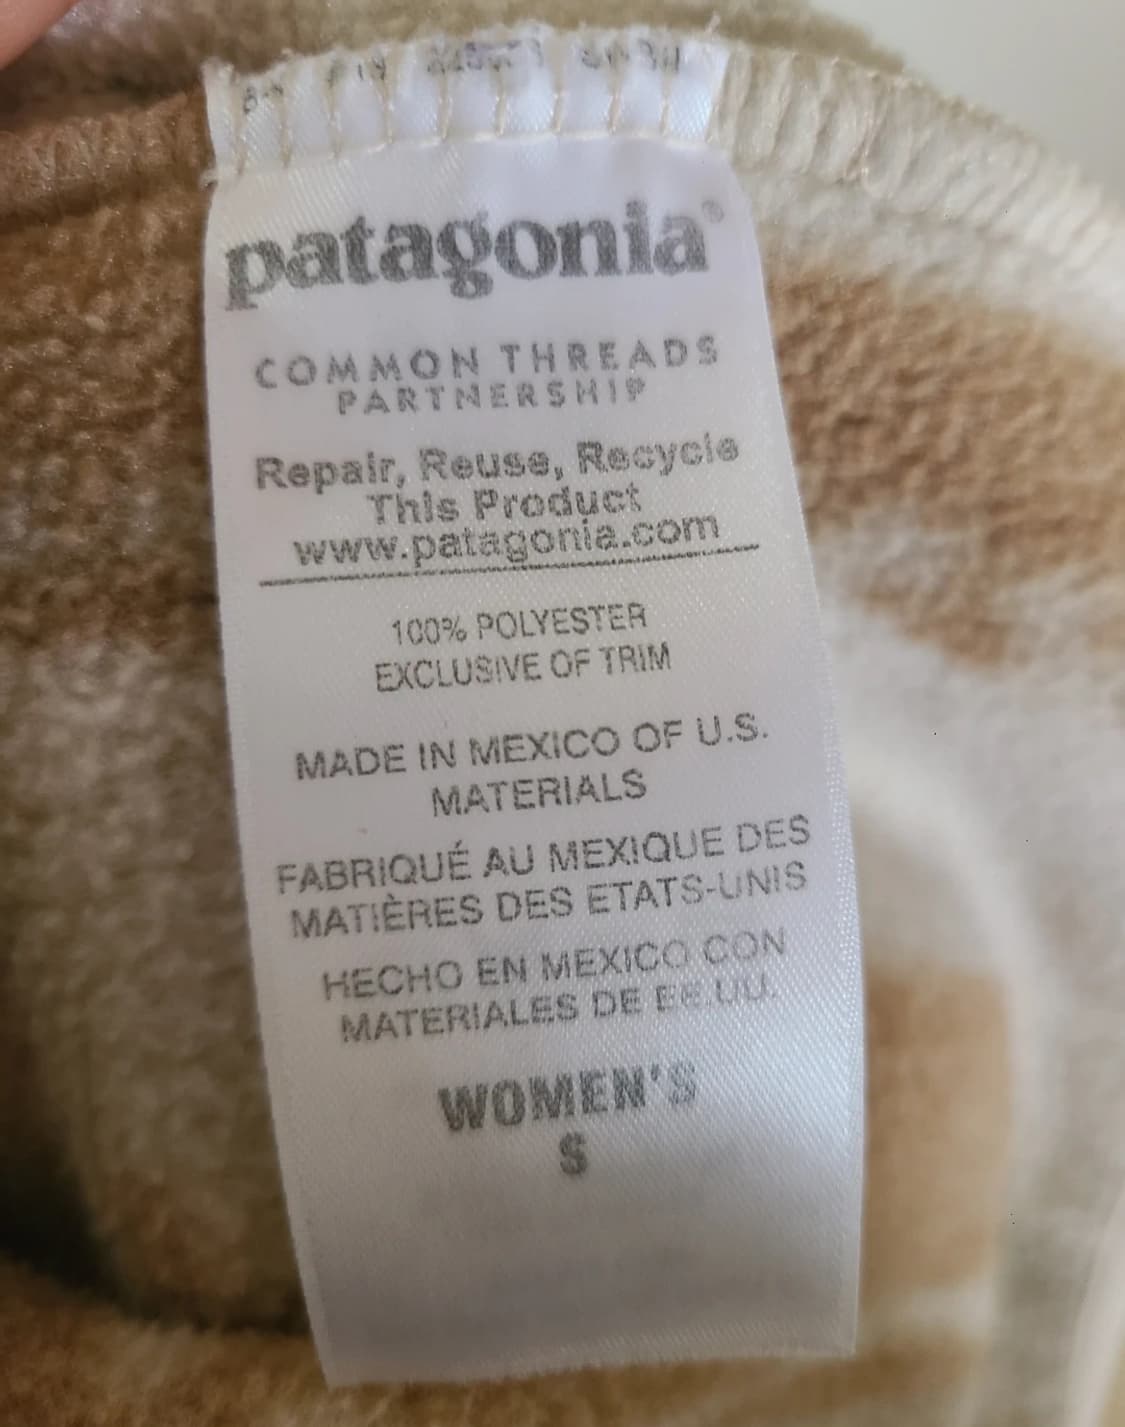 patagonia®
COMMON THREADS
PARTNERSHIP
Repair, Reuse, Recycle
This Product
www.patagonia.com
100% POLYESTER
EXCLUSIVE OF TRIM
MADE IN MEXICO OF U.S.
MATERIALS
FABRIQUÉ AU MEXIQUE DES
MATIÈRES DES ETATS-UNIS
HECHO EN MEXICO CON
MATERIALES DE EE.UU.
WOMEN'S
S